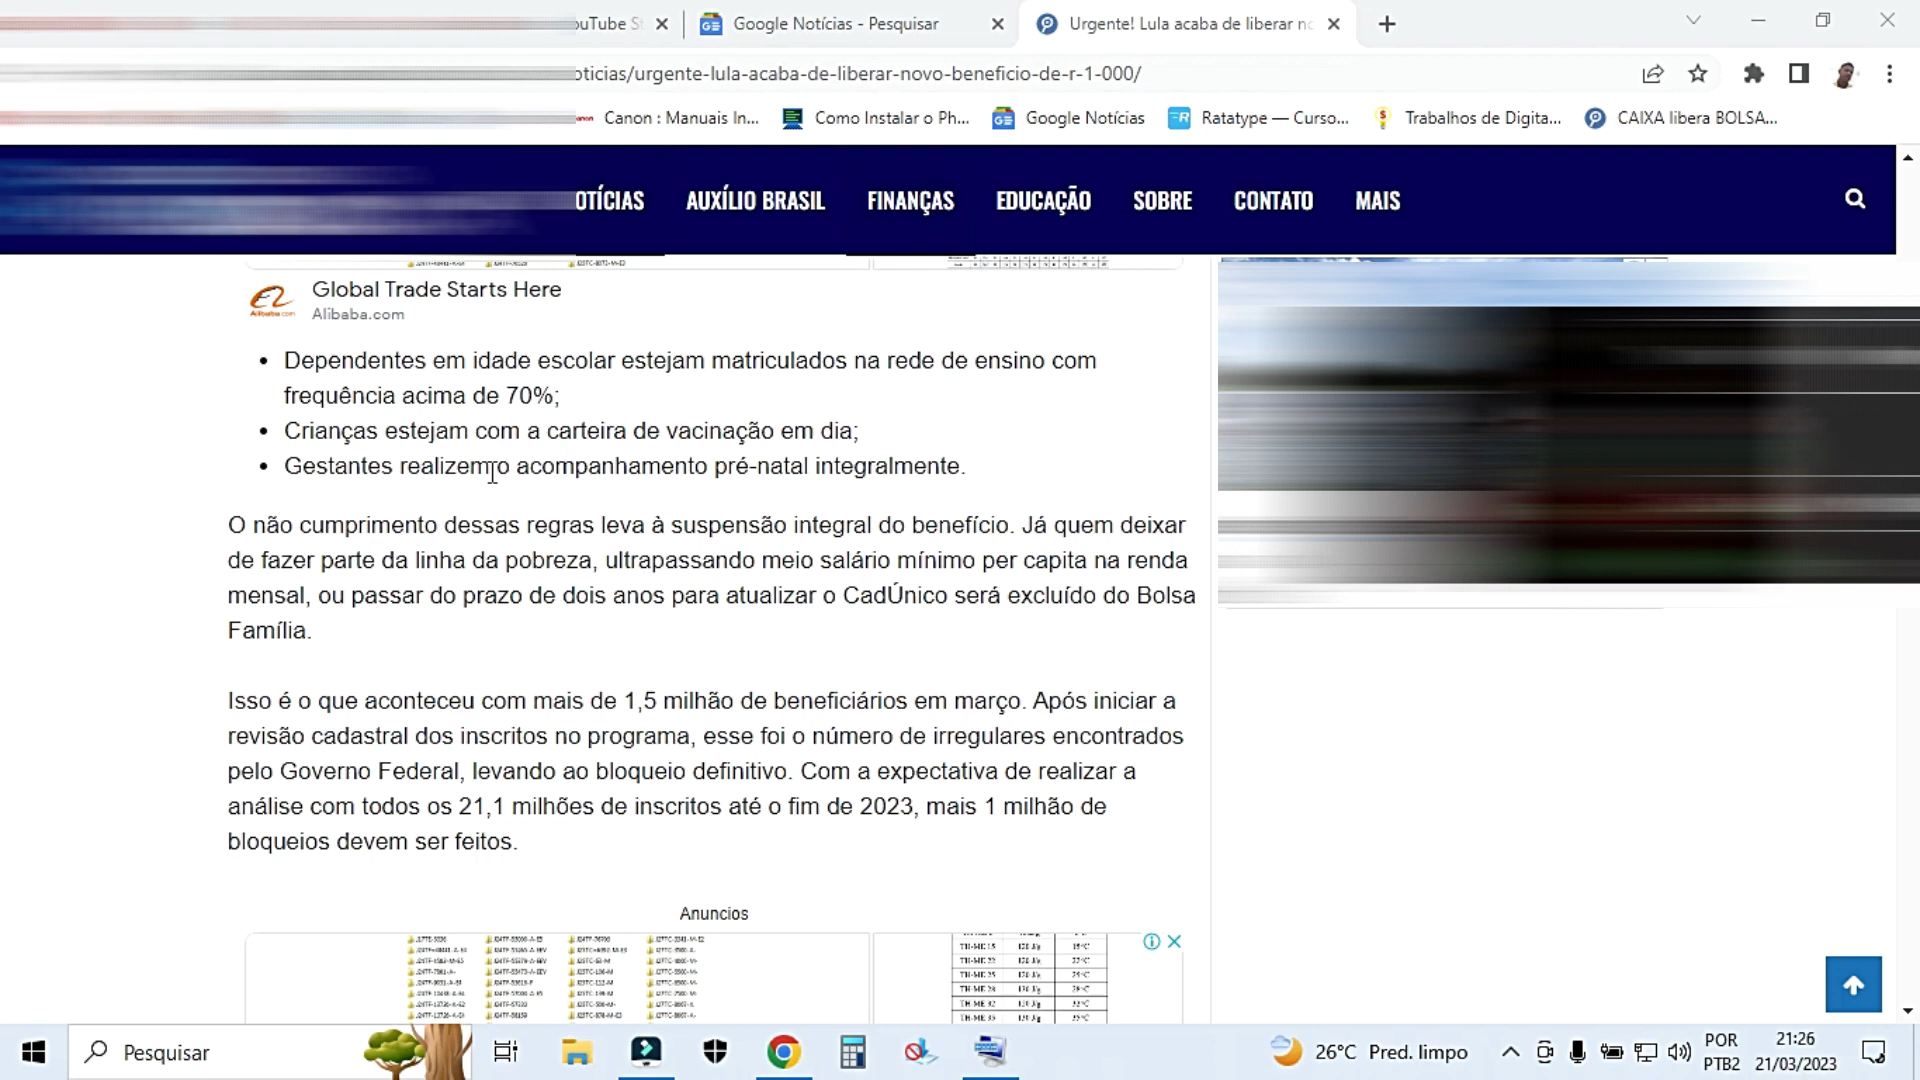 ouTube S
Google Notícias - Pesquisar
Urgente! Lula acaba de liberar no
oticias/urgente-lula-acaba-de-liberar-novo-beneficio-de-r-1-000/
Canon : Manuais In...
Como Instalar o Ph...
Google Notícias
Ratatype — Curso...
Trabalhos de Digita...
CAIXA libera BOLSA...
OTÍCIAS
AUXÍLIO BRASIL
FINANÇAS
EDUCAÇÃO
SOBRE
CONTATO
MAIS
Global Trade Starts Here
Alibaba.com
Alibaba.com
• Dependentes em idade escolar estejam matriculados na rede de ensino com
frequência acima de 70%;
• Crianças estejam com a carteira de vacinação em dia;
• Gestantes realizem o acompanhamento pré-natal integralmente.
O não cumprimento dessas regras leva à suspensão integral do benefício. Já quem deixar
de fazer parte da linha da pobreza, ultrapassando meio salário mínimo per capita na renda
mensal, ou passar do prazo de dois anos para atualizar o CadÚnico será excluído do Bolsa
Família.
Isso é o que aconteceu com mais de 1,5 milhão de beneficiários em março. Após iniciar a
revisão cadastral dos inscritos no programa, esse foi o número de irregulares encontrados
pelo Governo Federal, levando ao bloqueio definitivo. Com a expectativa de realizar a
análise com todos os 21,1 milhões de inscritos até o fim de 2023, mais 1 milhão de
bloqueios devem ser feitos.
Anuncios
Pesquisar
26°C Pred. limpo
POR
PTB2
21:26
21/03/2023